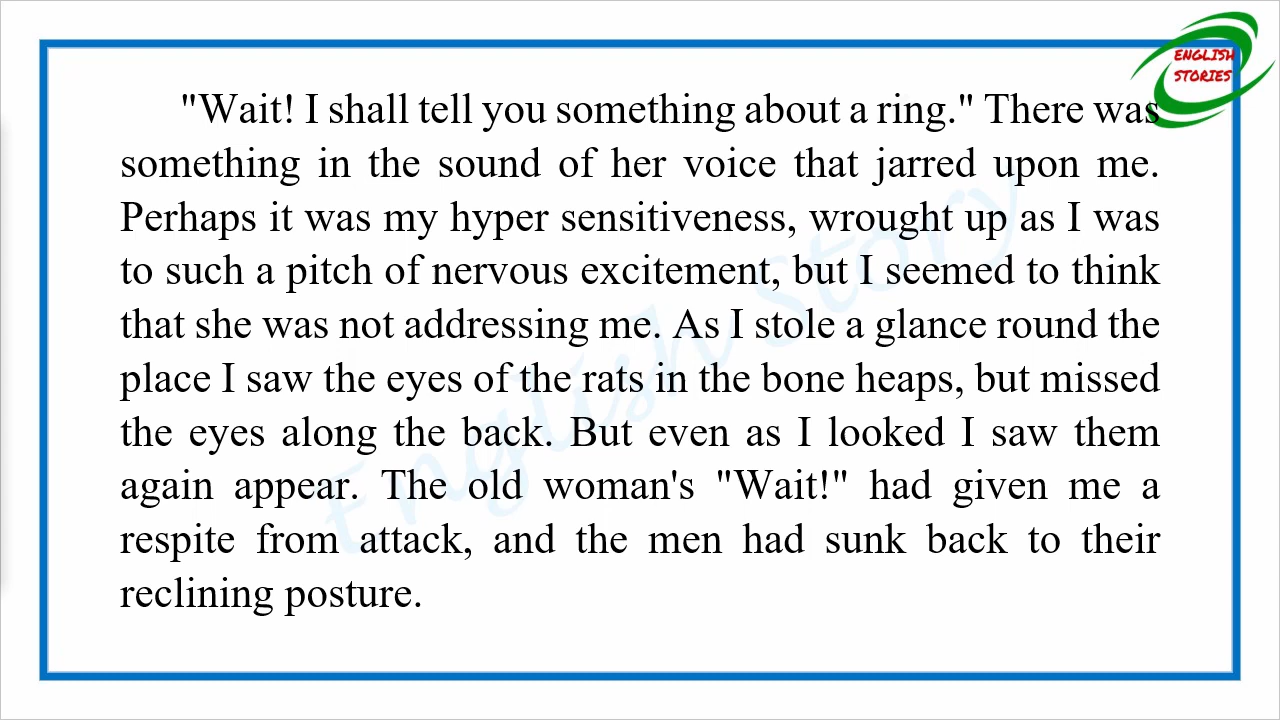 ENGLISH
STORIES
"Wait! I shall tell you something about a ring." There was
something in the sound of her voice that jarred upon me.
Perhaps it was my hyper sensitiveness, wrought up as I was
to such a pitch of nervous excitement, but I seemed to think
that she was not addressing me. As I stole a glance round the
place I saw the eyes of the rats in the bone heaps, but missed
the eyes along the back. But even as I looked I saw them
again appear. The old woman's "Wait!" had given me a
respite from attack, and the men had sunk back to their
reclining posture.
English Story